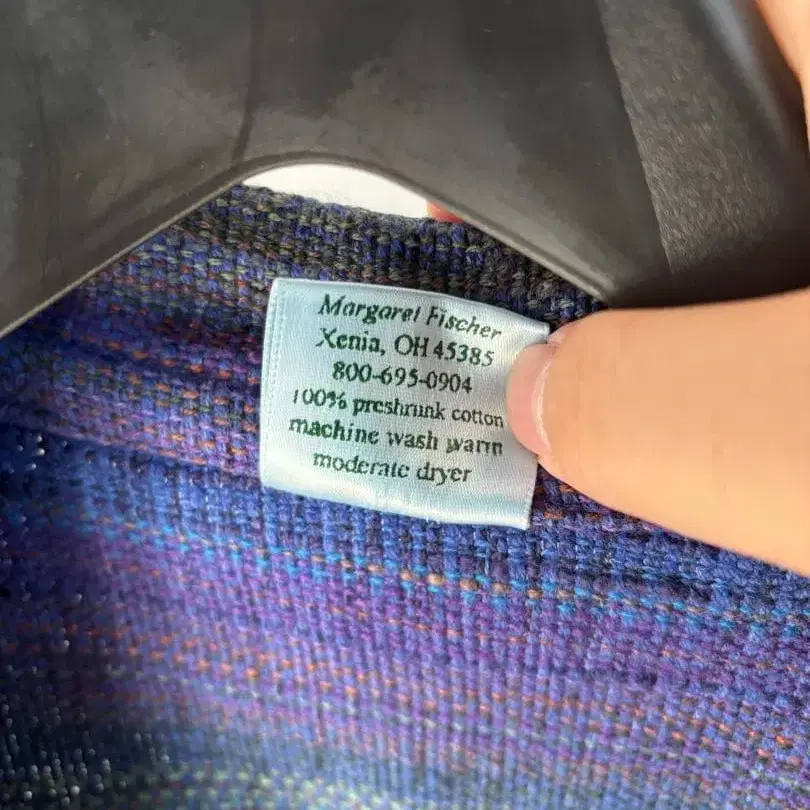 Margaret Fischer
Xenia, OH 45385
800-695-0904
100% preshrunk cotton
machine wash warm
moderate dryer